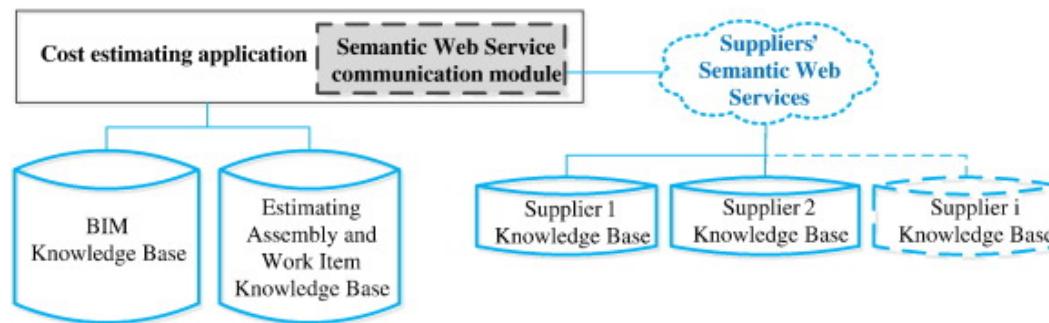 Cost estimating application
Semantic Web Service
communication module
Suppliers'
Semantic Web
Services
BIM
Knowledge Base
Estimating
Assembly and
Work Item
Knowledge Base
Supplier 1
Knowledge Base
Supplier 2
Knowledge Base
Supplier i
Knowledge Base